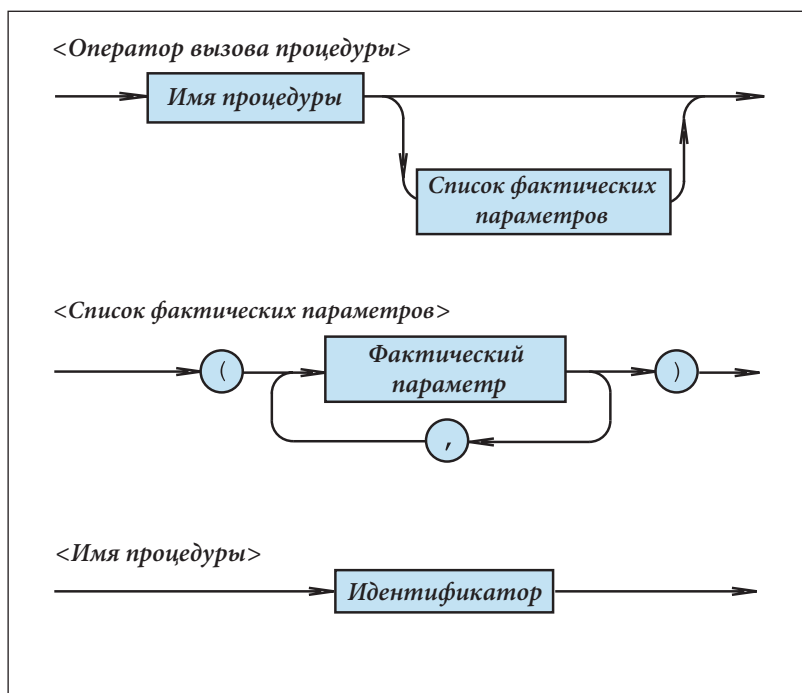 <Оператор вызова процедуры>
Имя процедуры
Список фактических
параметров
<Список фактических параметров>
(
Фактический
параметр
)
,
<Имя процедуры>
Идентификатор